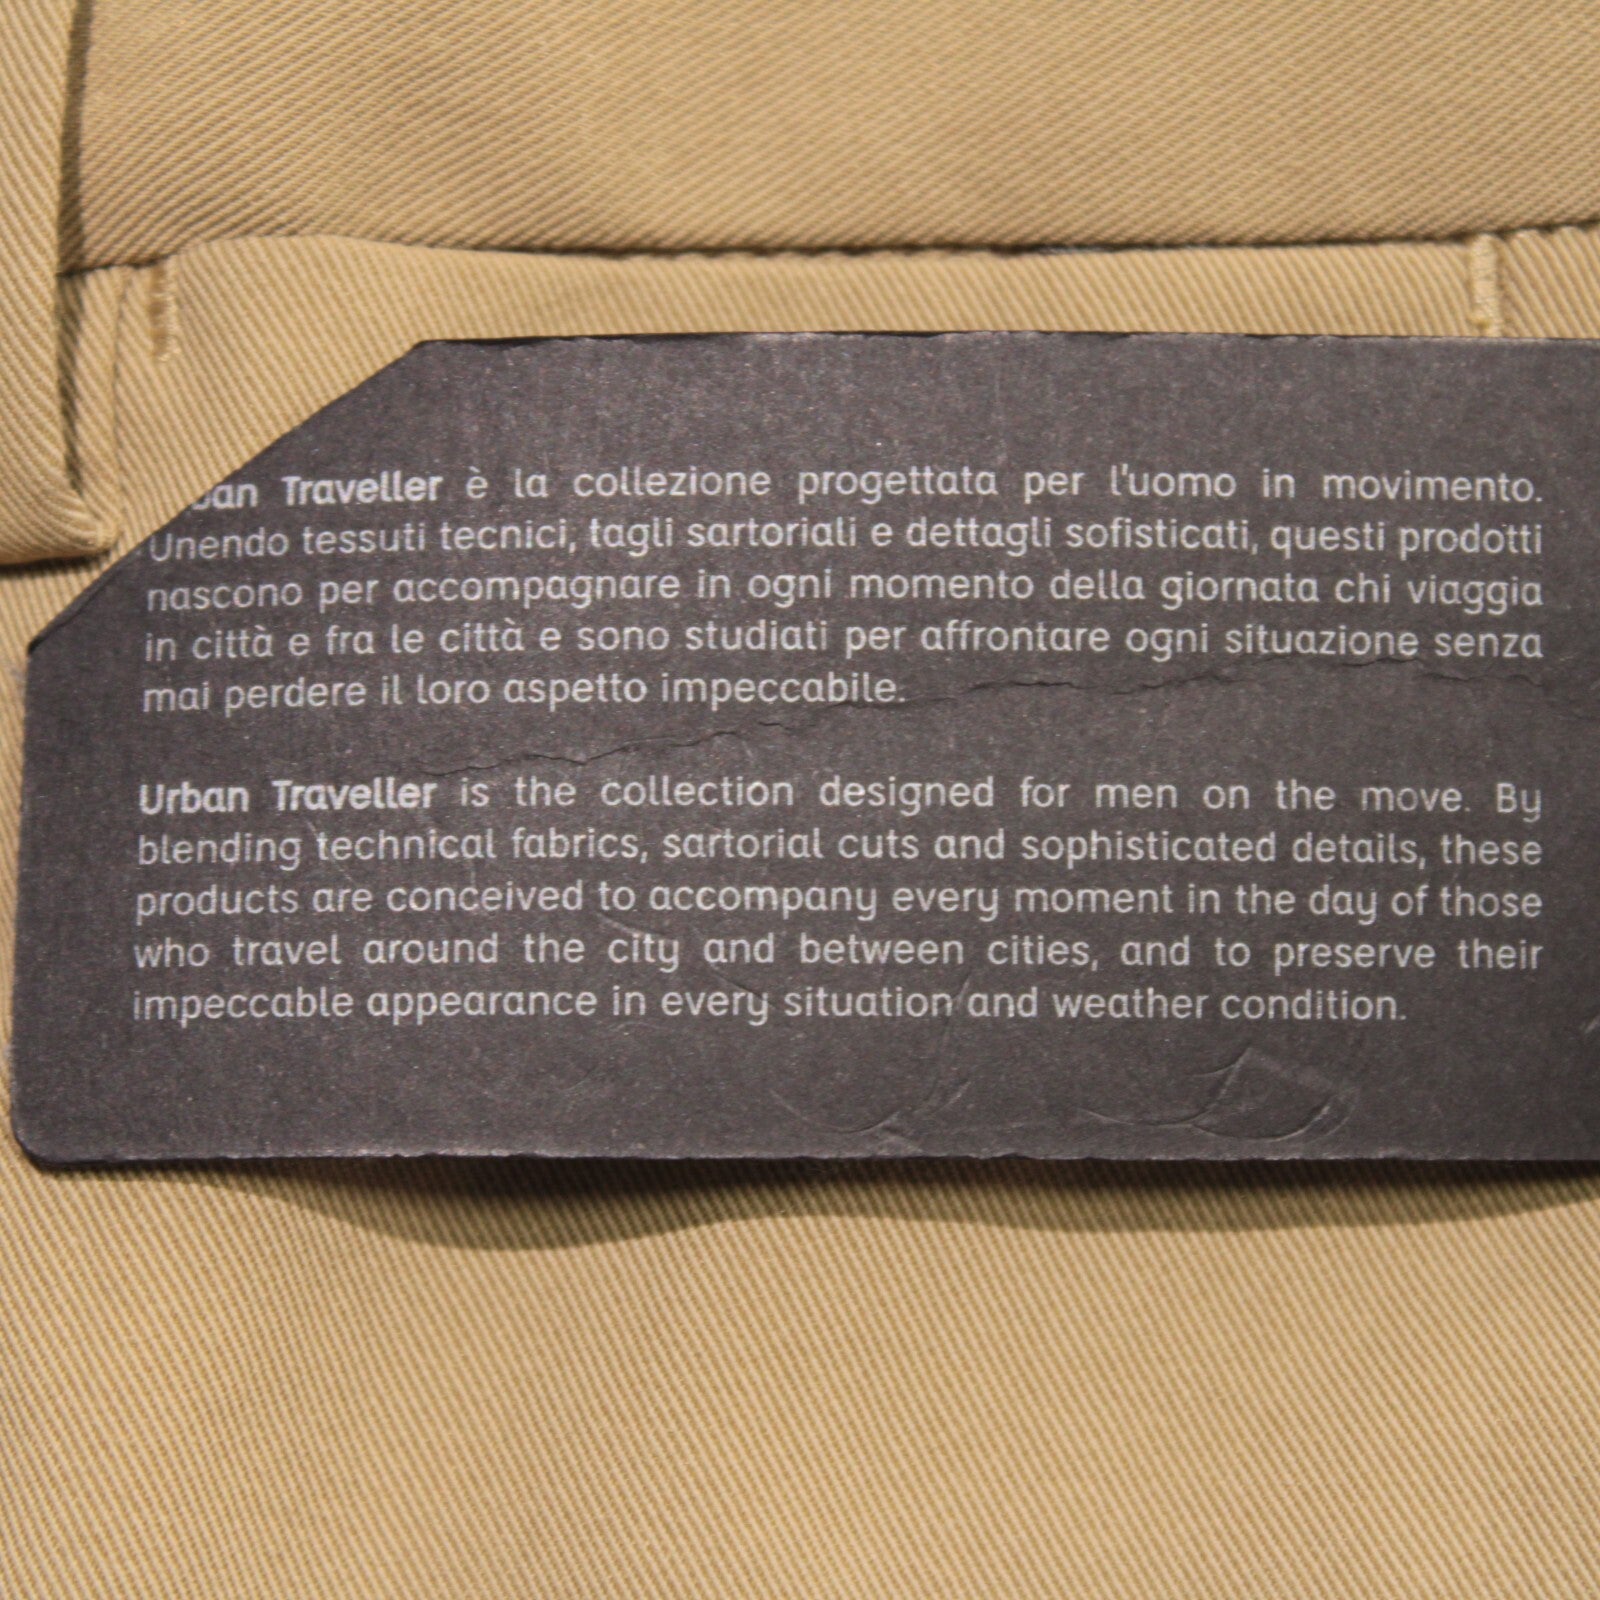 Urban Traveller è la collezione progettata per l'uomo in movimento.
Unendo tessuti tecnici, tagli sartoriali e dettagli sofisticati, questi prodotti
nascono per accompagnare in ogni momento della giornata chi viaggia
in città e fra le città e sono studiati per affrontare ogni situazione senza
mai perdere il loro aspetto impeccabile.
Urban Traveller is the collection designed for men on the move. By
blending technical fabrics, sartorial cuts and sophisticated details, these
products are conceived to accompany every moment in the day of those
who travel around the city and between cities, and to preserve their
impeccable appearance in every situation and weather condition.